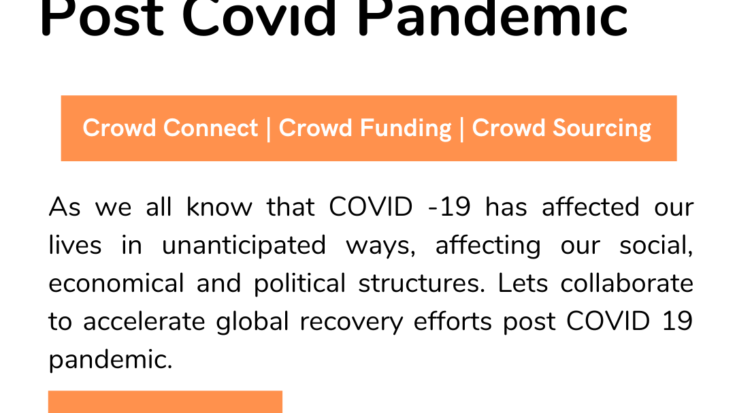 Post Covid Pandemic
Crowd Connect | Crowd Funding | Crowd Sourcing
As we all know that COVID -19 has affected our
lives in unanticipated ways, affecting our social,
economical and political structures. Lets collaborate
to accelerate global recovery efforts post COVID 19
pandemic.